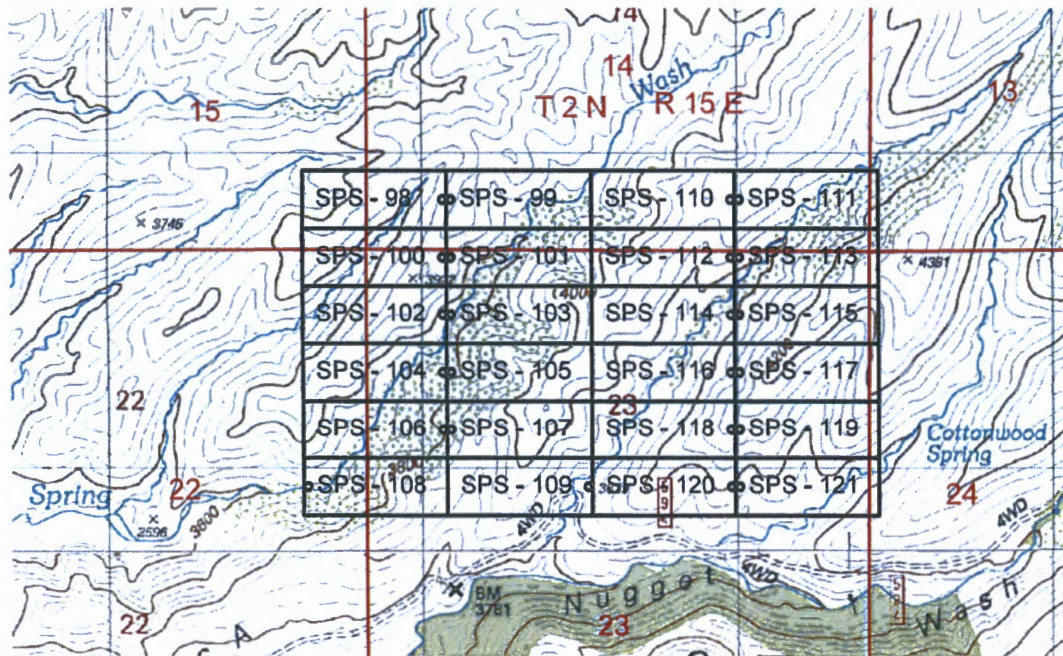 14
14
Wash
13
15
T 2 N R 15 E
SPS - 98 SPS - 99 SPS - 110 SPS - 111
3745
SPS - 100 SPS - 101 SPS - 112 SPS - 113
4381
4000
SPS - 102 SPS - 103 SPS - 114 SPS - 115
SPS - 104 SPS - 105 SPS - 116 SPS - 117
22
23
SPS - 106 SPS - 107 SPS - 118 SPS - 119
Cottonwood
Spring
3800
SPS - 108 SPS - 109 SPS - 120 SPS - 121
Spring
22
24
2596
3800
4WD
4WD
4WD
BM
3781
Nugget
Wash
22
23
A